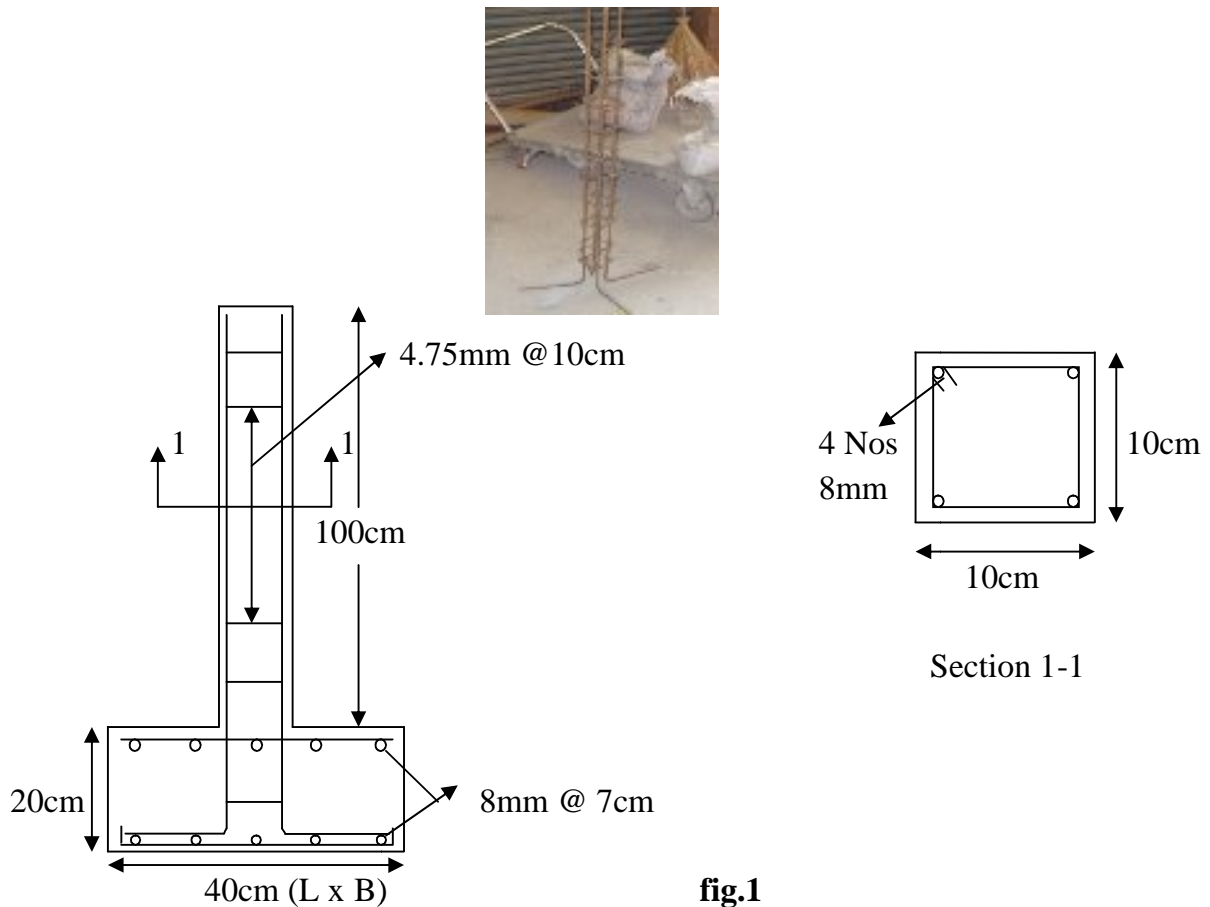 4.75mm @10cm
1
1
100cm
4 Nos
8mm
10cm
10cm
Section 1-1
20cm
8mm @ 7cm
40cm (L x B)
fig.1